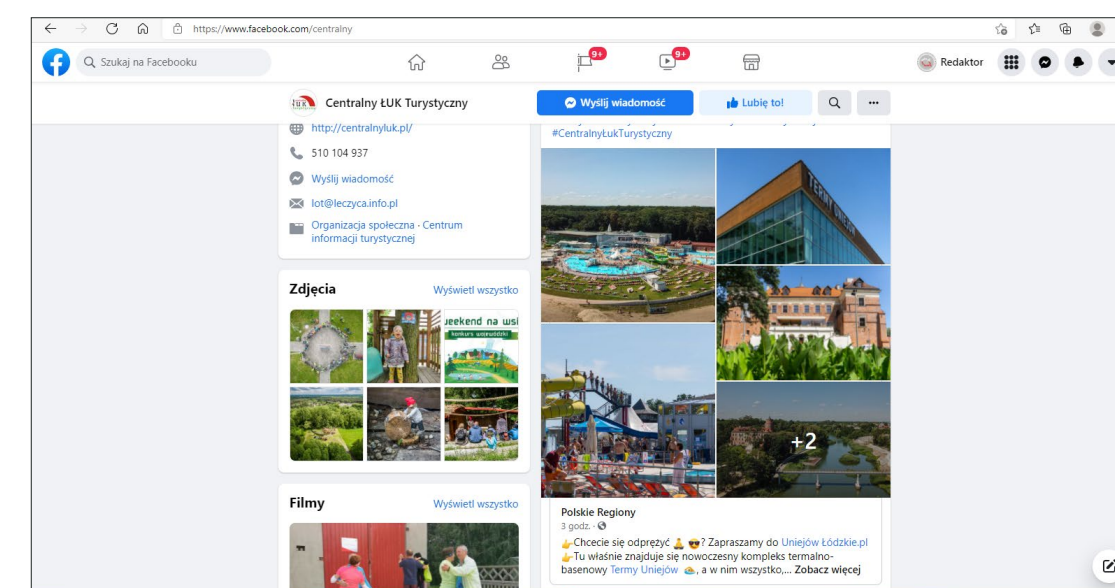 https://www.facebook.com/centralny
Szukaj na Facebooku
9+
9+
Redaktor
ŁUK
Centralny ŁUK Turystyczny
Wyślij wiadomość
Lubię to!
http://centralnyluk.pl/
510 104 937
Wyślij wiadomość
lot@leczyca.info.pl
Organizacja społeczna · Centrum
informacji turystycznej
Zdjęcia
Wyświetl wszystko
weekend na wsi
konkurs wojewódzki
Filmy
Wyświetl wszystko
#CentralnyŁukTurystyczny
TERMY UNIEJÓW
+2
Polskie Regiony
3 godz. ·
👉Chcecie się odprężyć 🧘 😎? Zapraszamy do Uniejów Łódzkie.pl
👉Tu właśnie znajduje się nowoczesny kompleks termalno-
basenowy Termy Uniejów 🏊, a w nim wszystko,... Zobacz więcej